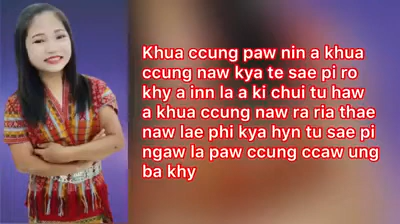 Khua ccung paw nin a khua
ccung naw kya te sae pi ro
khy a inn la a ki chui tu haw
a khua ccung naw ra ria thae
naw lae phi kya hyn tu sae pi
ngaw la paw ccung ccaw ung
ba khy